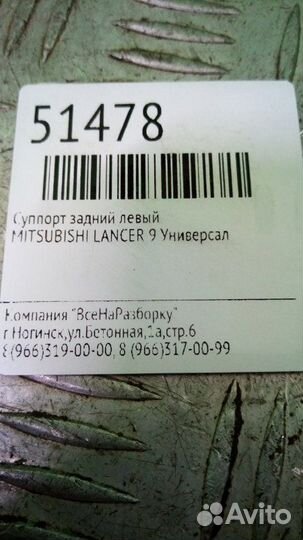 51478
Суппорт задний левый
MITSUBISHI LANCER 9 Универсал
Компания "ВсеНаРазборку"
г.Ногинск,ул.Бетонная,1а,стр.6
8(966)319-00-00, 8 (966)317-00-99
Avito